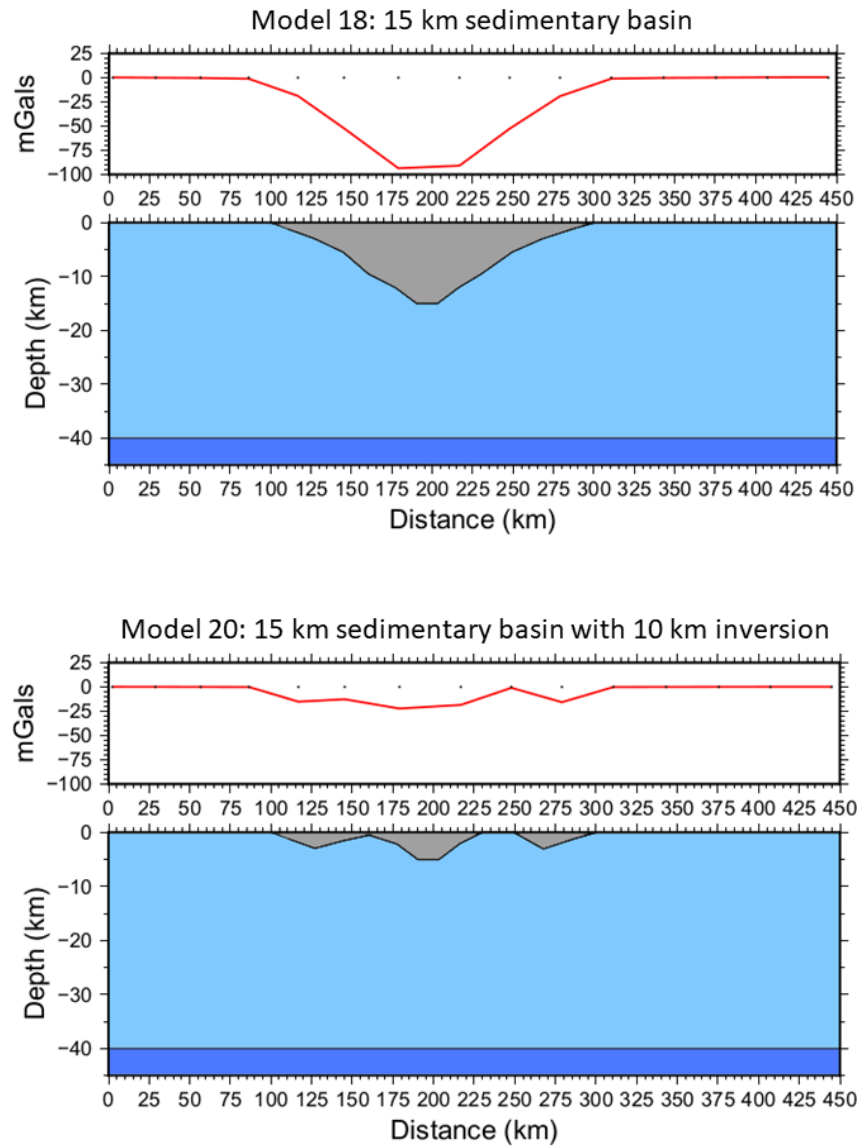 Model 18: 15 km sedimentary basin
25
0
−25
−50
−75
−100
mGals
0 25 50 75 100 125 150 175 200 225 250 275 300 325 350 375 400 425 450
0
−10
−20
−30
−40
Depth (km)
0 25 50 75 100 125 150 175 200 225 250 275 300 325 350 375 400 425 450
Distance (km)
Model 20: 15 km sedimentary basin with 10 km inversion
25
0
−25
−50
−75
−100
mGals
0 25 50 75 100 125 150 175 200 225 250 275 300 325 350 375 400 425 450
0
−10
−20
−30
−40
Depth (km)
0 25 50 75 100 125 150 175 200 225 250 275 300 325 350 375 400 425 450
Distance (km)